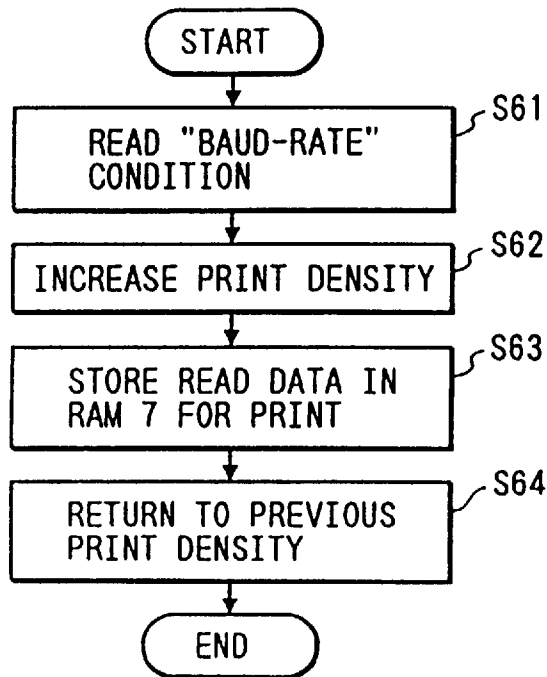 START
S61
READ "BAUD-RATE"
CONDITION
S62
INCREASE PRINT DENSITY
S63
STORE READ DATA IN
RAM 7 FOR PRINT
S64
RETURN TO PREVIOUS
PRINT DENSITY
END